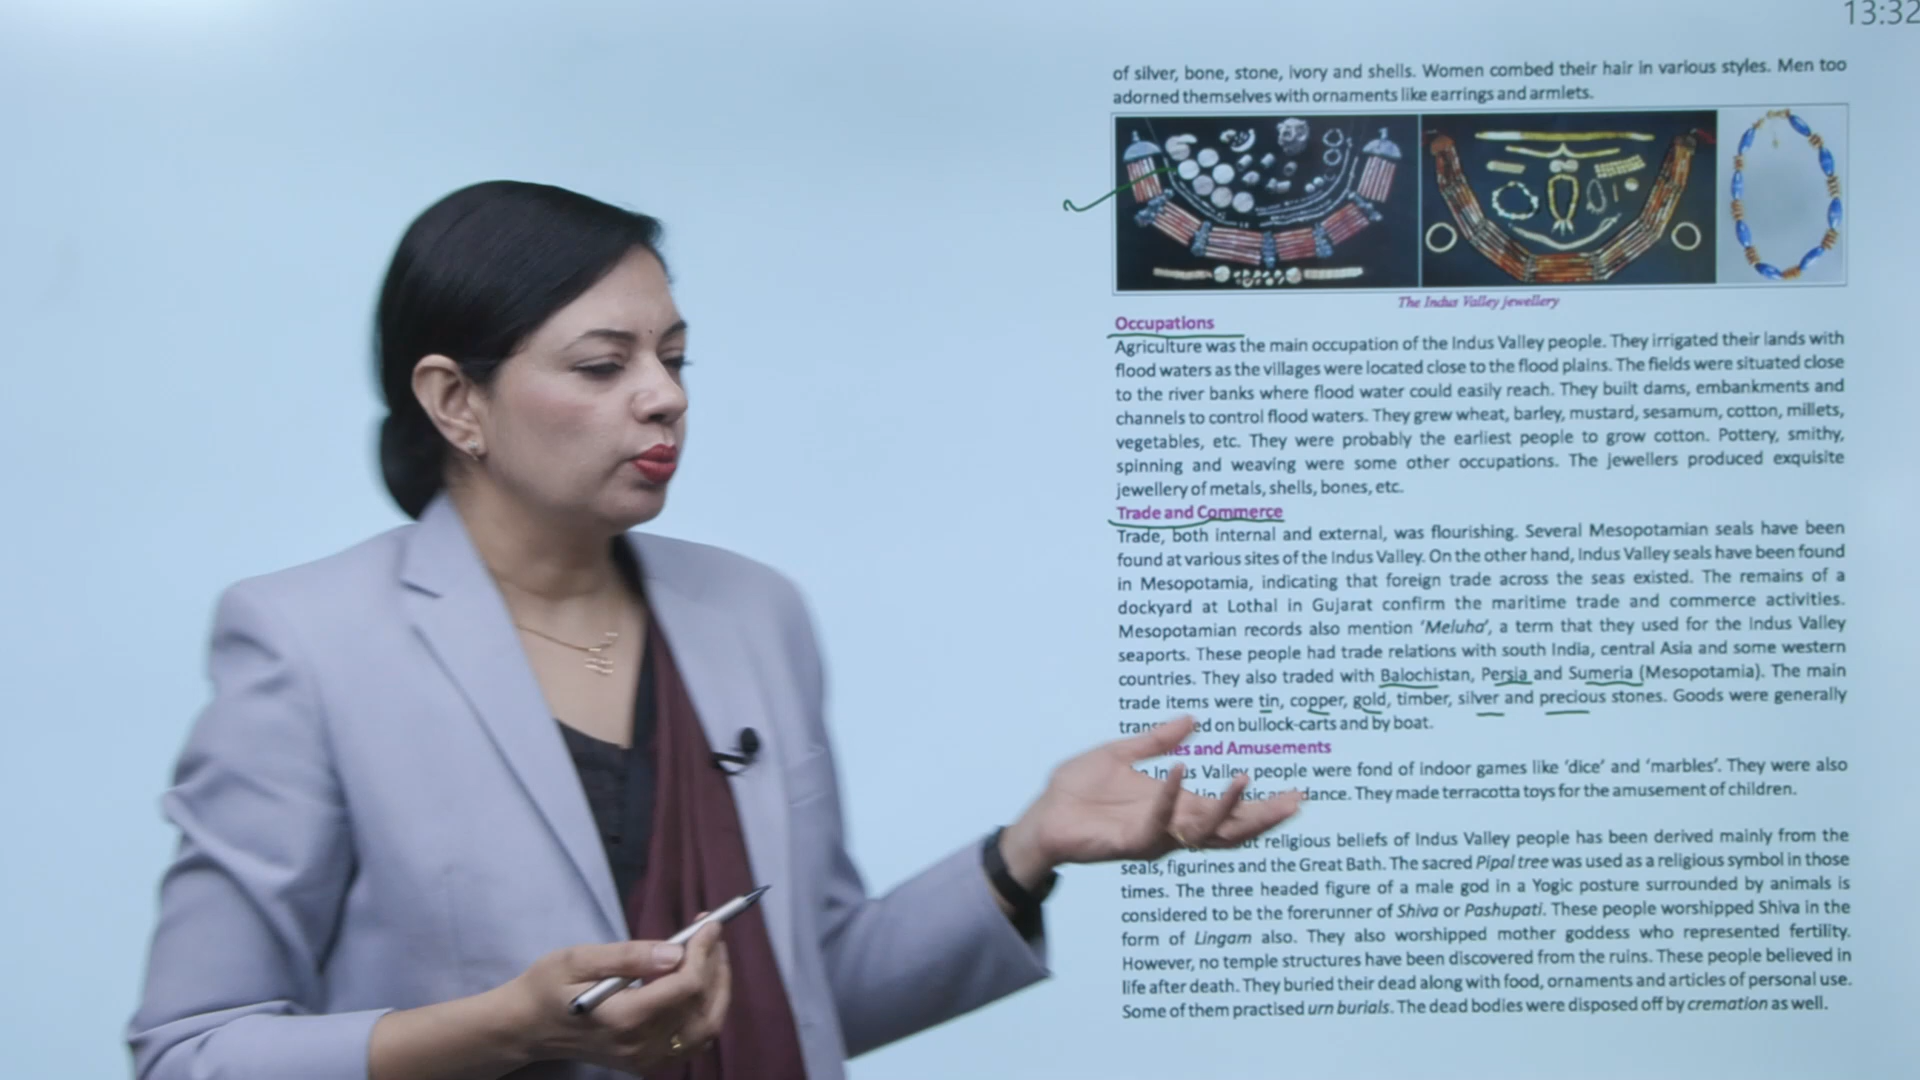 13:32
of silver, bone, stone, ivory and shells. Women combed their hair in various styles. Men too
adorned themselves with ornaments like earrings and armlets.
The Indus Valley jewellery
Occupations
Agriculture was the main occupation of the Indus Valley people. They irrigated their lands with
flood waters as the villages were located close to the flood plains. The fields were situated close
to the river banks where flood water could easily reach. They built dams, embankments and
channels to control flood waters. They grew wheat, barley, mustard, sesamum, cotton, millets,
vegetables, etc. They were probably the earliest people to grow cotton. Pottery, smithy,
spinning and weaving were some other occupations. The jewellers produced exquisite
jewellery of metals, shells, bones, etc.
Trade and Commerce
Trade, both internal and external, was flourishing. Several Mesopotamian seals have been
found at various sites of the Indus Valley. On the other hand, Indus Valley seals have been found
in Mesopotamia, indicating that foreign trade across the seas existed. The remains of a
dockyard at Lothal in Gujarat confirm the maritime trade and commerce activities.
Mesopotamian records also mention ‘Meluha’, a term that they used for the Indus Valley
seaports. These people had trade relations with south India, central Asia and some western
countries. They also traded with Balochistan, Persia and Sumeria (Mesopotamia). The main
trade items were tin, copper, gold, timber, silver and precious stones. Goods were generally
on bullock-carts and by boat.
and Amusements
Valley people were fond of indoor games like ‘dice’ and ‘marbles’. They were also
dance. They made terracotta toys for the amusement of children.
religious beliefs of Indus Valley people has been derived mainly from the
seals, figurines and the Great Bath. The sacred Pipal tree was used as a religious symbol in those
times. The three headed figure of a male god in a Yogic posture surrounded by animals is
considered to be the forerunner of Shiva or Pashupati. These people worshipped Shiva in the
form of Lingam also. They also worshipped mother goddess who represented fertility.
However, no temple structures have been discovered from the ruins. These people believed in
life after death. They buried their dead along with food, ornaments and articles of personal use.
Some of them practised urn burials. The dead bodies were disposed off by cremation as well.